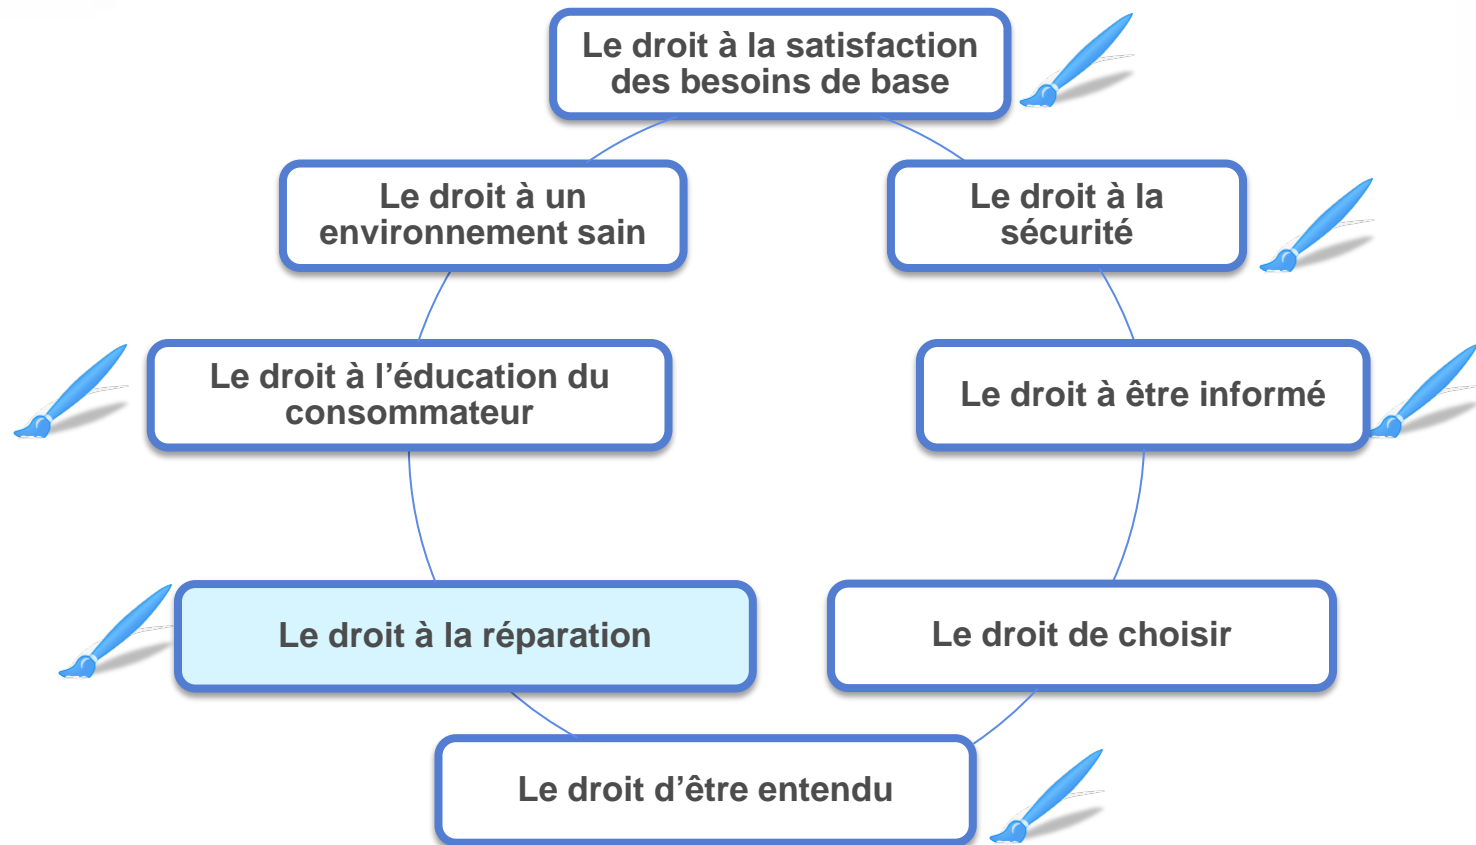 Le droit à la satisfaction
des besoins de base
Le droit à un
environnement sain
Le droit à la
sécurité
Le droit à l’éducation du
consommateur
Le droit à être informé
Le droit à la réparation
Le droit de choisir
Le droit d’être entendu